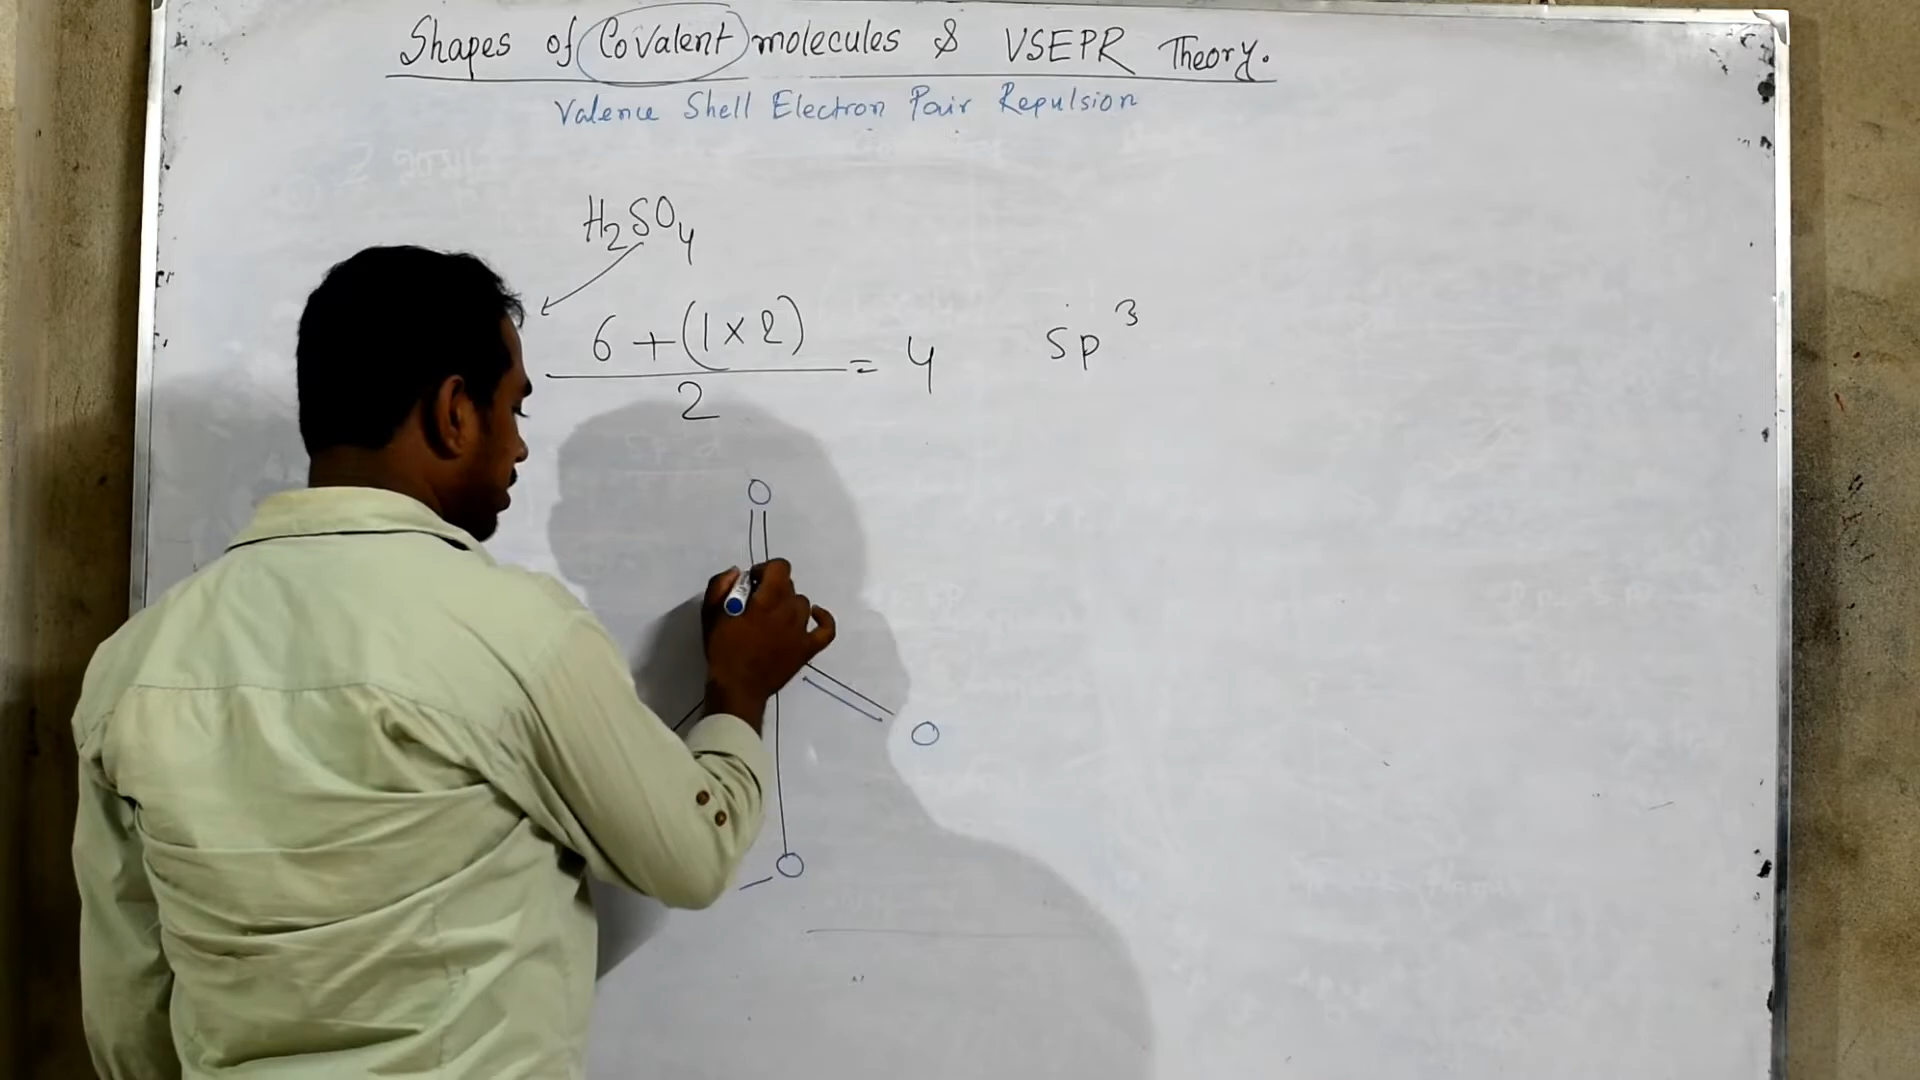 Shapes of Covalent molecules & VSEPR Theory.
Valence Shell Electron Pair Repulsion
H₂SO₄
6 + (1 × 2)
= 4 sp³
2
O
O
O